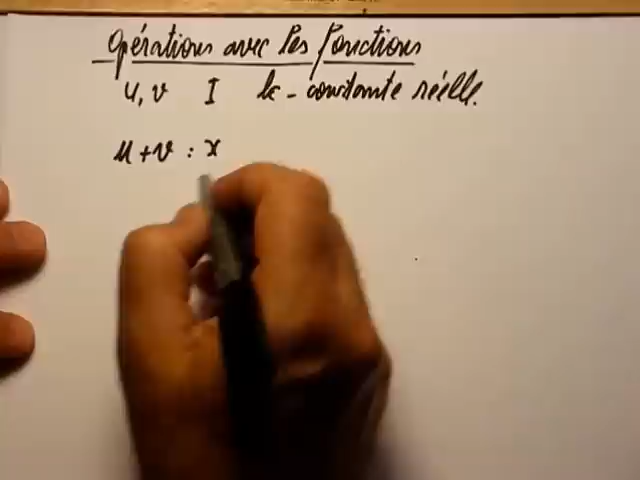 Opérations avec les fonctions
u, v I k - constante réelle.
u+v : x